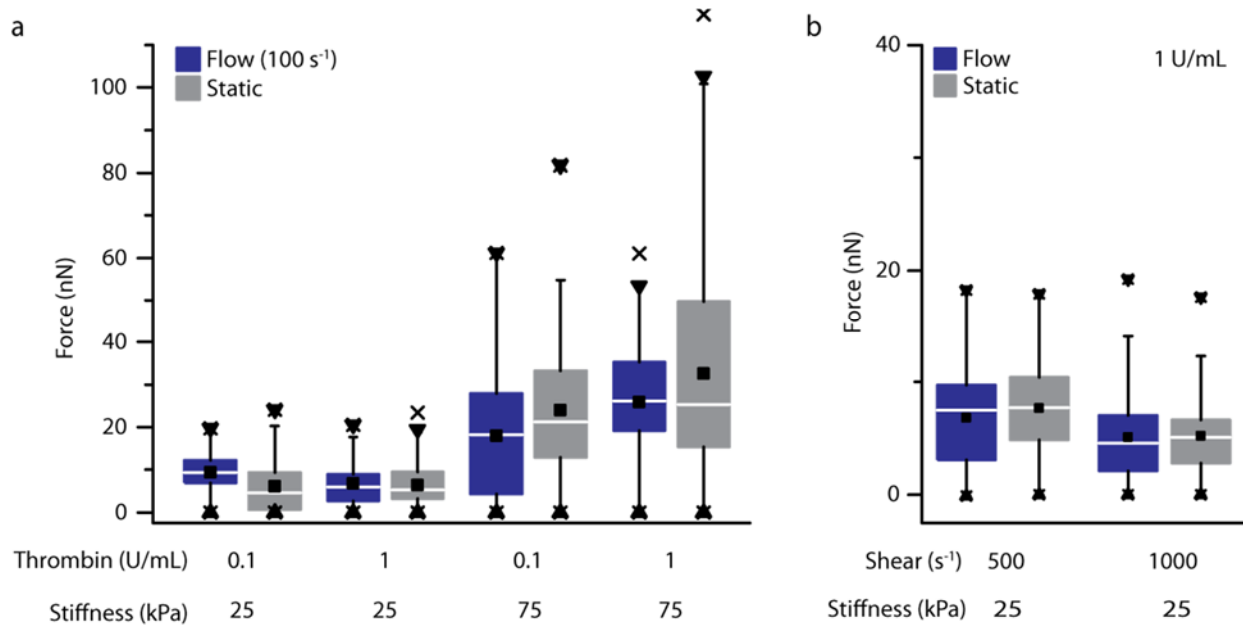 a
Flow (100 s⁻¹)
Static
100
80
60
40
20
0
Force (nN)
Thrombin (U/mL) 0.1 1 0.1 1
Stiffness (kPa) 25 25 75 75
b
40
Flow 1 U/mL
Static
20
0
Force (nN)
Shear (s⁻¹) 500 1000
Stiffness (kPa) 25 25